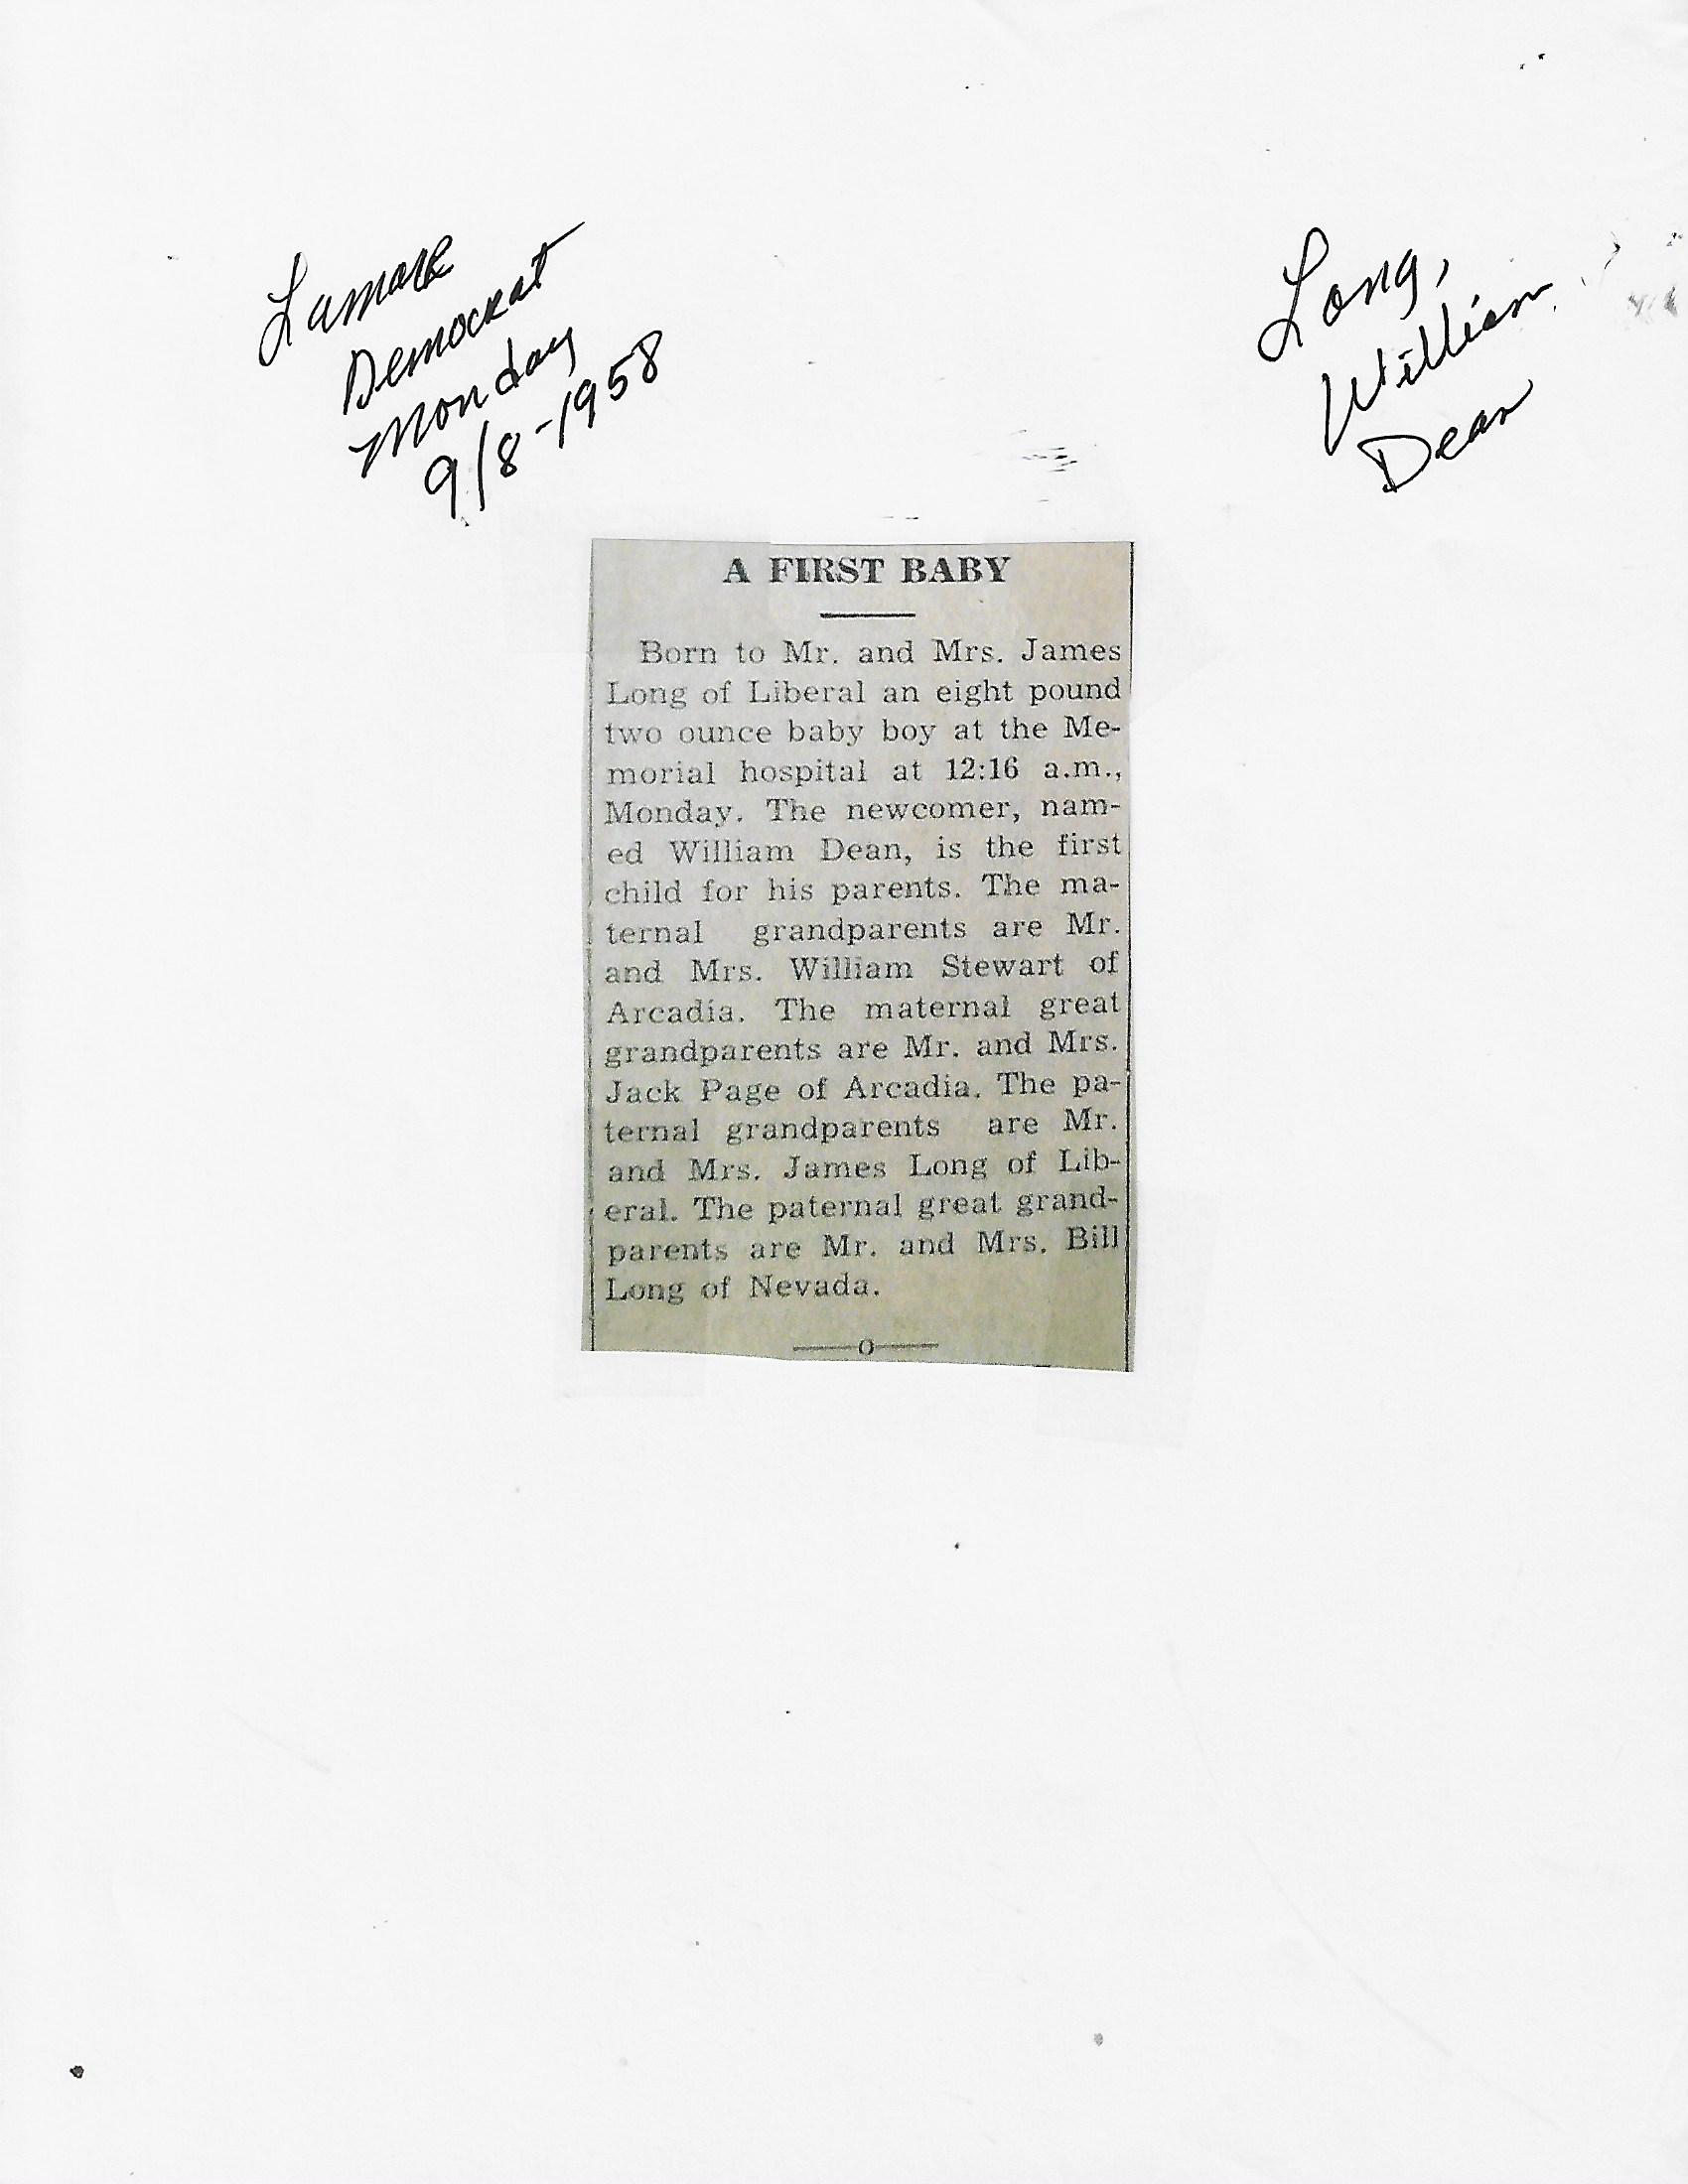 Lamar
Democrat
Monday
9/8-1958
Long,
William
Dean
A FIRST BABY
Born to Mr. and Mrs. James
Long of Liberal an eight pound
two ounce baby boy at the Me-
morial hospital at 12:16 a.m.,
Monday. The newcomer, nam-
ed William Dean, is the first
child for his parents. The ma-
ternal grandparents are Mr.
and Mrs. William Stewart of
Arcadia. The maternal great
grandparents are Mr. and Mrs.
Jack Page of Arcadia. The pa-
ternal grandparents are Mr.
and Mrs. James Long of Lib-
eral. The paternal great grand-
parents are Mr. and Mrs. Bill
Long of Nevada.
O